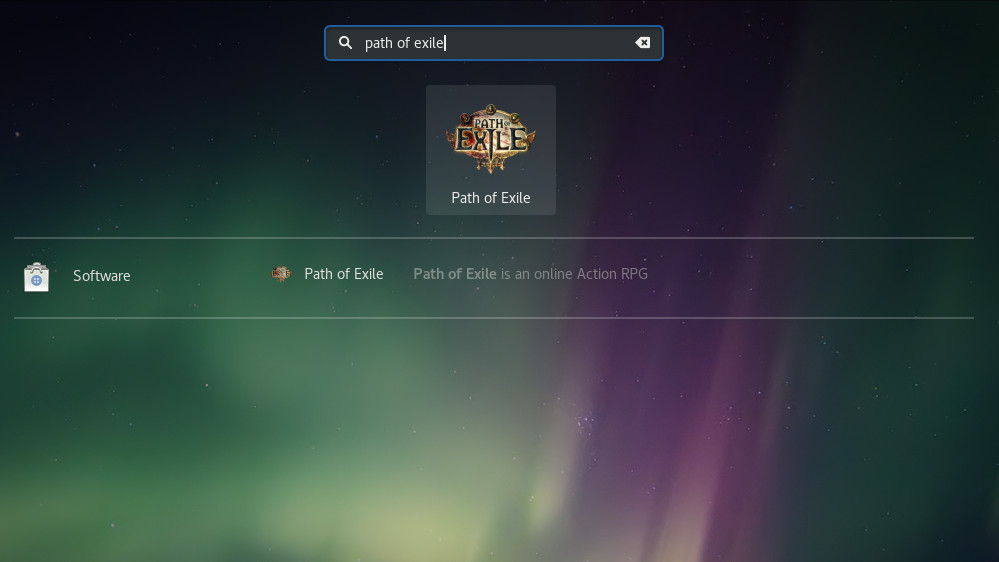 path of exile
PATH OF
EXILE
Path of Exile
Software
Path of Exile
Path of Exile is an online Action RPG